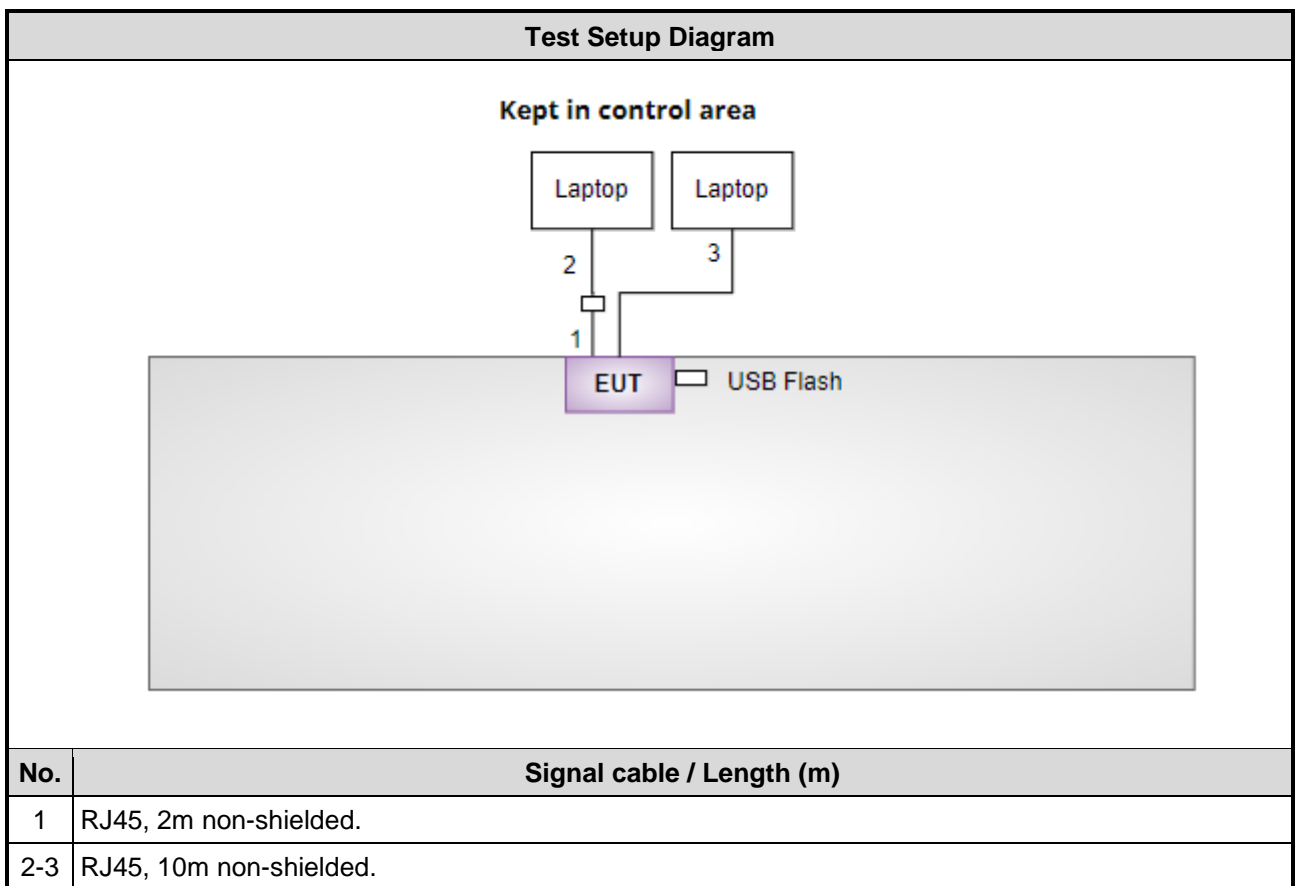 Test Setup Diagram
Kept in control area
Laptop
Laptop
2
3
1
EUT
USB Flash
No. Signal cable / Length (m)
1 RJ45, 2m non-shielded.
2-3 RJ45, 10m non-shielded.